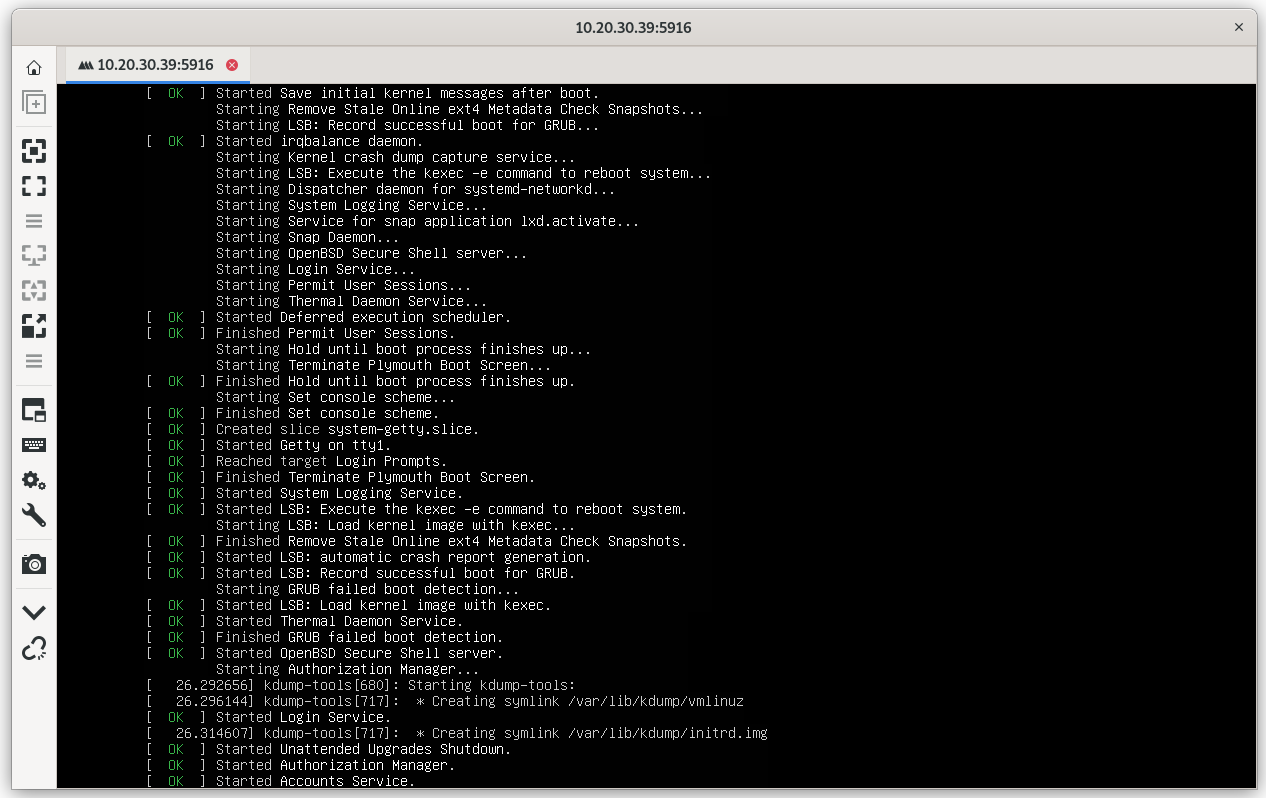 10.20.30.39:5916
10.20.30.39:5916
[  OK  ] Started Save initial kernel messages after boot.
Starting Remove Stale Online ext4 Metadata Check Snapshots...
Starting LSB: Record successful boot for GRUB...
[  OK  ] Started irqbalance daemon.
Starting Kernel crash dump capture service...
Starting LSB: Execute the kexec -e command to reboot system...
Starting Dispatcher daemon for systemd-networkd...
Starting System Logging Service...
Starting Service for snap application lxd.activate...
Starting Snap Daemon...
Starting OpenBSD Secure Shell server...
Starting Login Service...
Starting Permit User Sessions...
Starting Thermal Daemon Service...
[  OK  ] Started Deferred execution scheduler.
[  OK  ] Finished Permit User Sessions.
Starting Hold until boot process finishes up...
Starting Terminate Plymouth Boot Screen...
[  OK  ] Finished Hold until boot process finishes up.
Starting Set console scheme...
[  OK  ] Finished Set console scheme.
[  OK  ] Created slice system-getty.slice.
[  OK  ] Started Getty on tty1.
[  OK  ] Reached target Login Prompts.
[  OK  ] Finished Terminate Plymouth Boot Screen.
[  OK  ] Started System Logging Service.
[  OK  ] Started LSB: Execute the kexec -e command to reboot system.
Starting LSB: Load kernel image with kexec...
[  OK  ] Finished Remove Stale Online ext4 Metadata Check Snapshots.
[  OK  ] Started LSB: automatic crash report generation.
[  OK  ] Started LSB: Record successful boot for GRUB.
Starting GRUB failed boot detection...
[  OK  ] Started LSB: Load kernel image with kexec.
[  OK  ] Started Thermal Daemon Service.
[  OK  ] Finished GRUB failed boot detection.
[  OK  ] Started OpenBSD Secure Shell server.
Starting Authorization Manager...
[   26.292656] kdump-tools[680]: Starting kdump-tools:
[   26.296144] kdump-tools[717]:  * Creating symlink /var/lib/kdump/vmlinuz
[  OK  ] Started Login Service.
[   26.314607] kdump-tools[717]:  * Creating symlink /var/lib/kdump/initrd.img
[  OK  ] Started Unattended Upgrades Shutdown.
[  OK  ] Started Authorization Manager.
[  OK  ] Started Accounts Service.